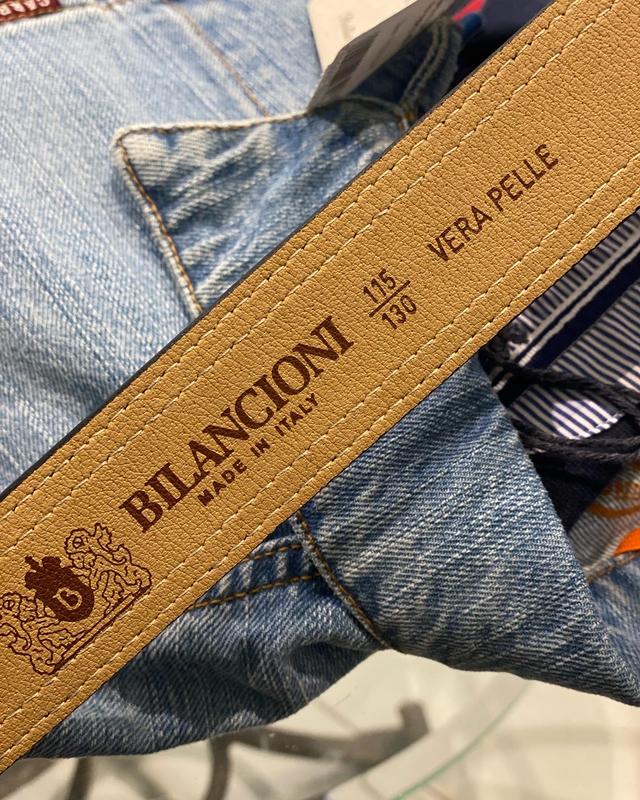 B
BILANCIONI
MADE IN ITALY
115
130
VERA PELLE